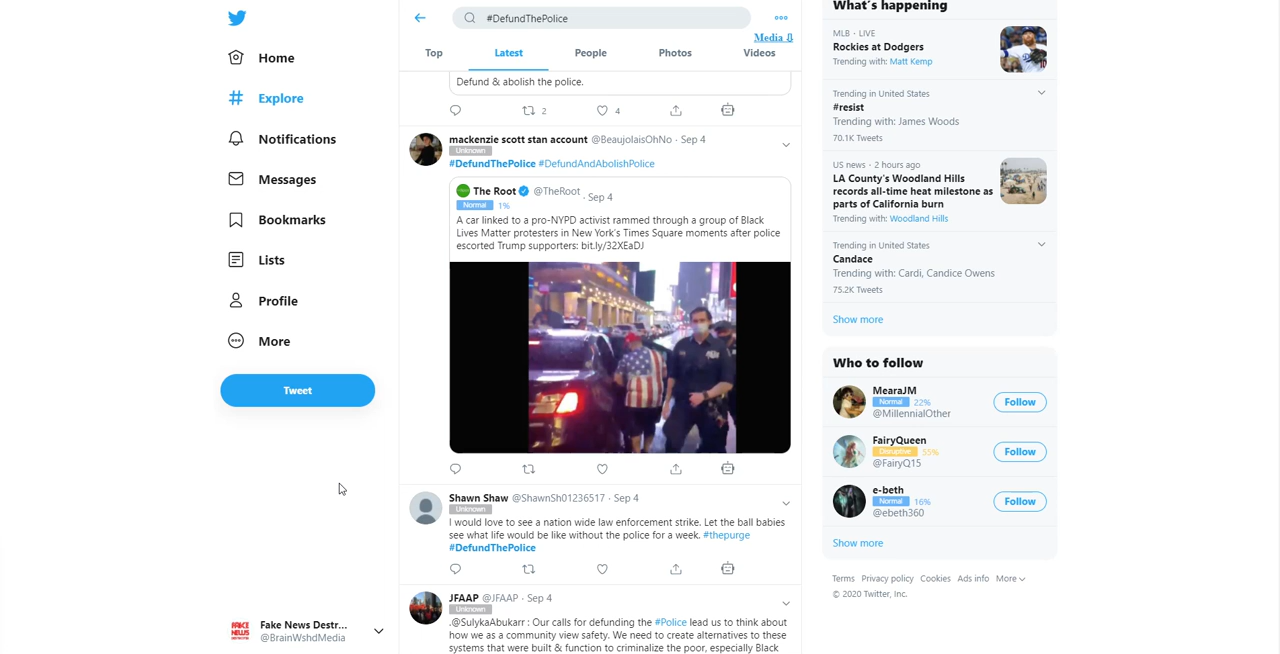 Home
Explore
Notifications
Messages
Bookmarks
Lists
Profile
More
Tweet
FAKE
NEWS
Fake News Destr...
@BrainWshdMedia
#DefundThePolice
Media ⇩
Top Latest People Photos Videos
Defund & abolish the police.
2 4
mackenzie scott stan account @BeaujolaisOhNo · Sep 4
Unknown
#DefundThePolice #DefundAndAbolishPolice
The Root @TheRoot · Sep 4
Normal 1%
A car linked to a pro-NYPD activist rammed through a group of Black
Lives Matter protesters in New York's Times Square moments after police
escorted Trump supporters: bit.ly/32XEaDJ
Shawn Shaw @ShawnSh01236517 · Sep 4
Unknown
I would love to see a nation wide law enforcement strike. Let the ball babies
see what life would be like without the police for a week. #thepurge
#DefundThePolice
JFAAP @JFAAP · Sep 4
Unknown
.@SulykaAbukarr : Our calls for defunding the #Police lead us to think about
how we as a community view safety. We need to create alternatives to these
systems that were built & function to criminalize the poor, especially Black
What's happening
MLB · LIVE
Rockies at Dodgers
Trending with: Matt Kemp
Trending in United States
#resist
Trending with: James Woods
70.1K Tweets
US news · 2 hours ago
LA County's Woodland Hills
records all-time heat milestone as
parts of California burn
Trending with: Woodland Hills
Trending in United States
Candace
Trending with: Cardi, Candice Owens
75.2K Tweets
Show more
Who to follow
MearaJM
Normal 22%
@MillennialOther
Follow
FairyQueen
Disruptive 55%
@FairyQ15
Follow
e-beth
Normal 16%
@ebeth360
Follow
Show more
Terms Privacy policy Cookies Ads info More
© 2020 Twitter, Inc.